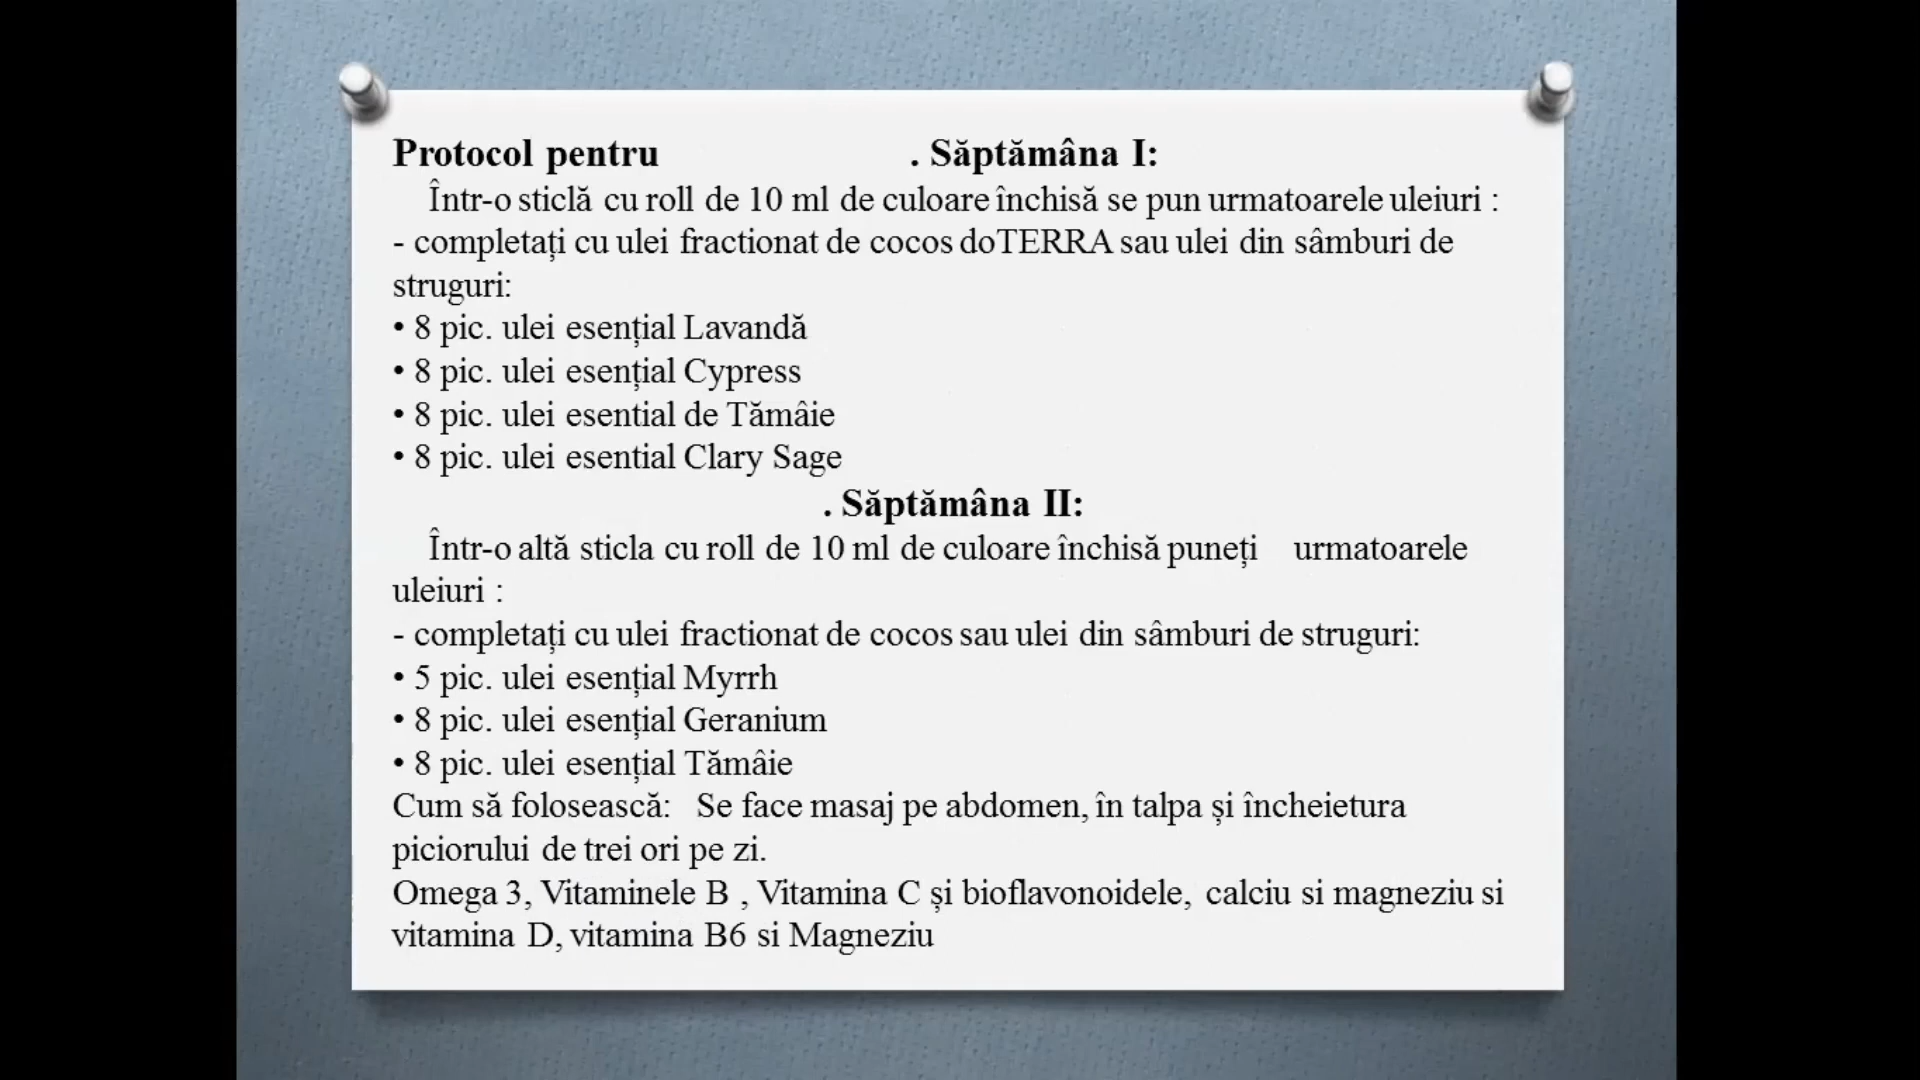 Protocol pentru . Săptămâna I:
Într-o sticlă cu roll de 10 ml de culoare închisă se pun urmatoarele uleiuri :
- completați cu ulei fractionat de cocos doTERRA sau ulei din sâmburi de
struguri:
• 8 pic. ulei esențial Lavandă
• 8 pic. ulei esențial Cypress
• 8 pic. ulei esential de Tămâie
• 8 pic. ulei esential Clary Sage
. Săptămâna II:
Într-o altă sticla cu roll de 10 ml de culoare închisă puneți urmatoarele
uleiuri :
- completați cu ulei fractionat de cocos sau ulei din sâmburi de struguri:
• 5 pic. ulei esențial Myrrh
• 8 pic. ulei esențial Geranium
• 8 pic. ulei esențial Tămâie
Cum să folosească: Se face masaj pe abdomen, în talpa și încheietura
piciorului de trei ori pe zi.
Omega 3, Vitaminele B , Vitamina C și bioflavonoidele, calciu si magneziu si
vitamina D, vitamina B6 si Magneziu